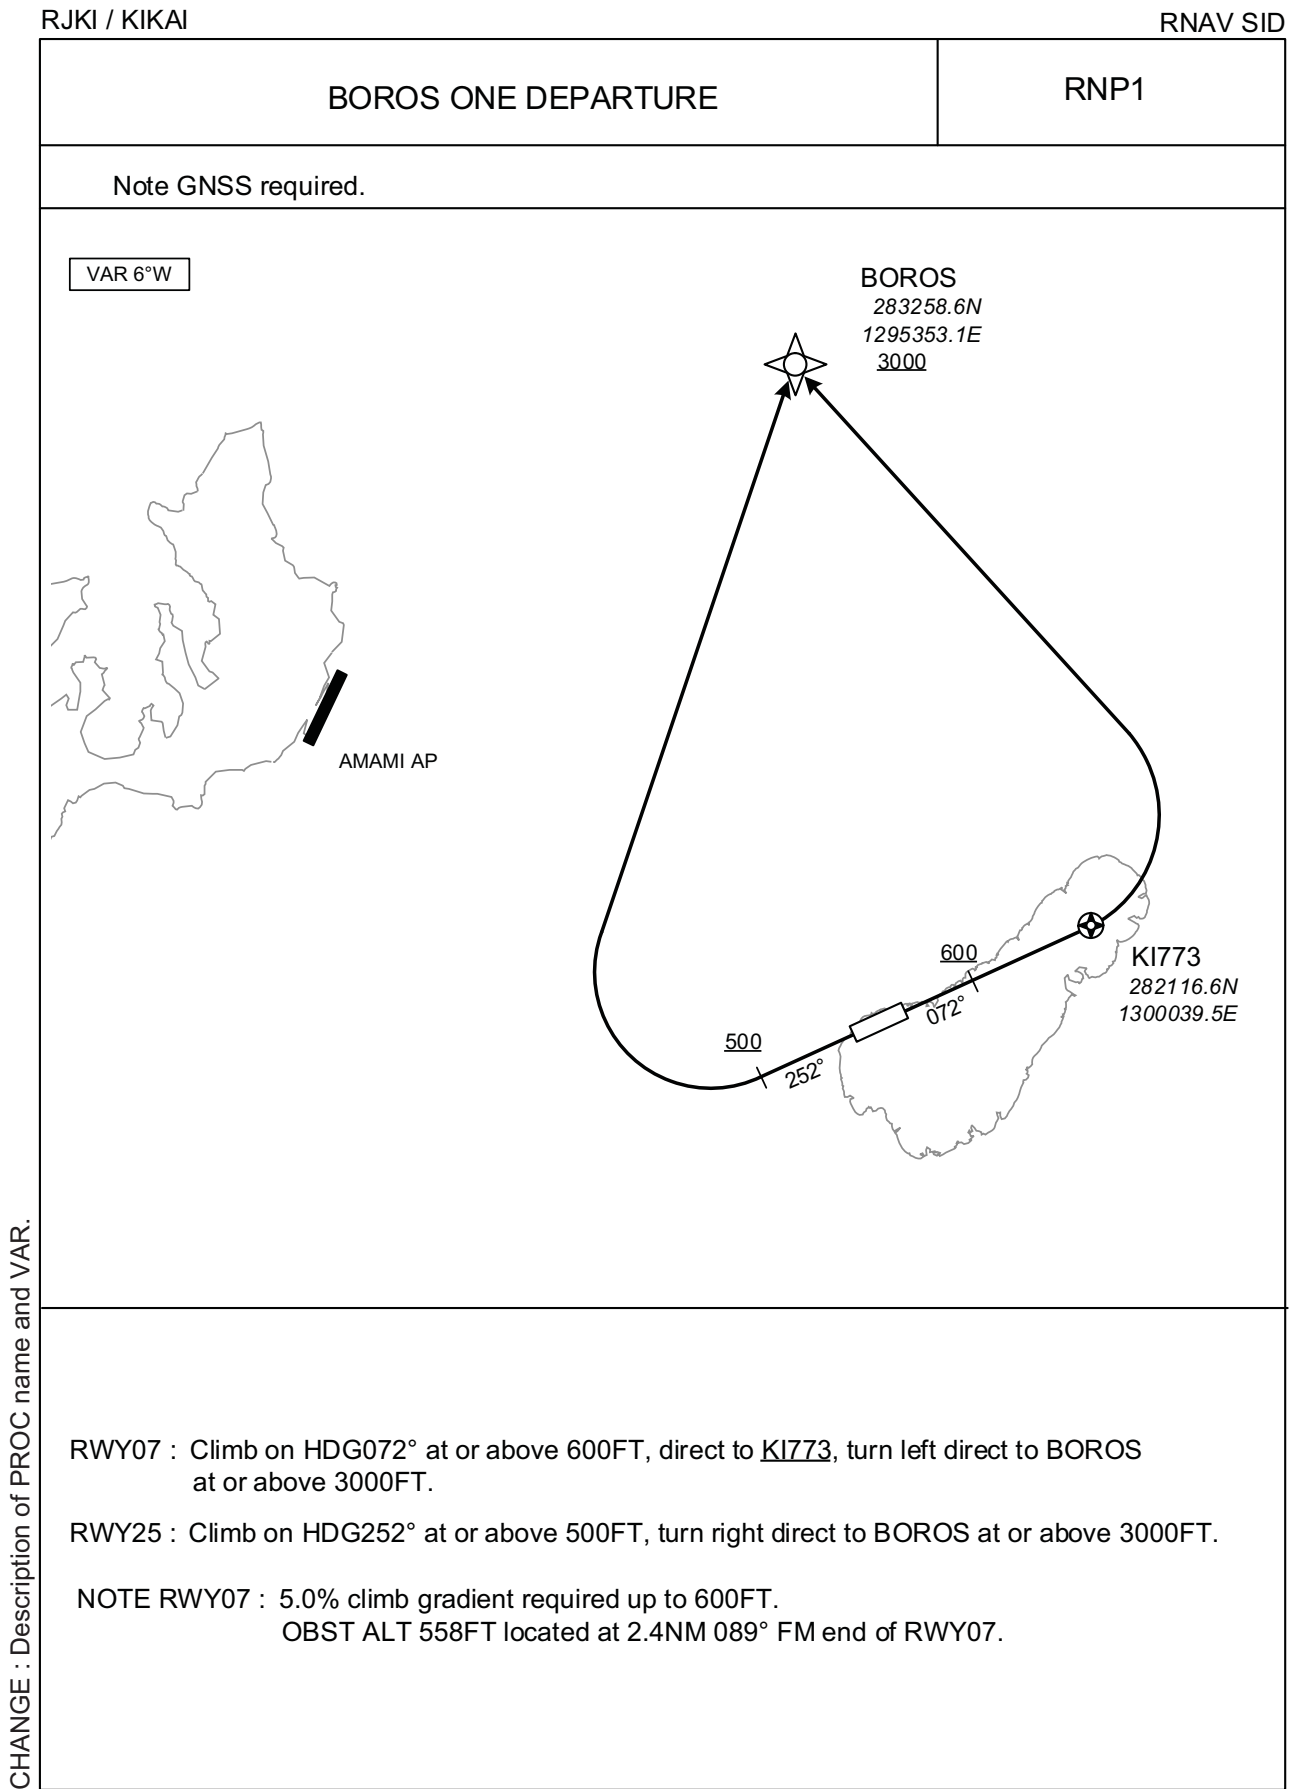 RJKI / KIKAI
RNAV SID
BOROS ONE DEPARTURE
RNP1
Note GNSS required.
VAR 6°W
BOROS
283258.6N
1295353.1E
3000
AMAMI AP
600
KI773
282116.6N
1300039.5E
072°
500
252°
RWY07 : Climb on HDG072° at or above 600FT, direct to KI773, turn left direct to BOROS
at or above 3000FT.
RWY25 : Climb on HDG252° at or above 500FT, turn right direct to BOROS at or above 3000FT.
NOTE RWY07 : 5.0% climb gradient required up to 600FT.
OBST ALT 558FT located at 2.4NM 089° FM end of RWY07.
CHANGE : Description of PROC name and VAR.